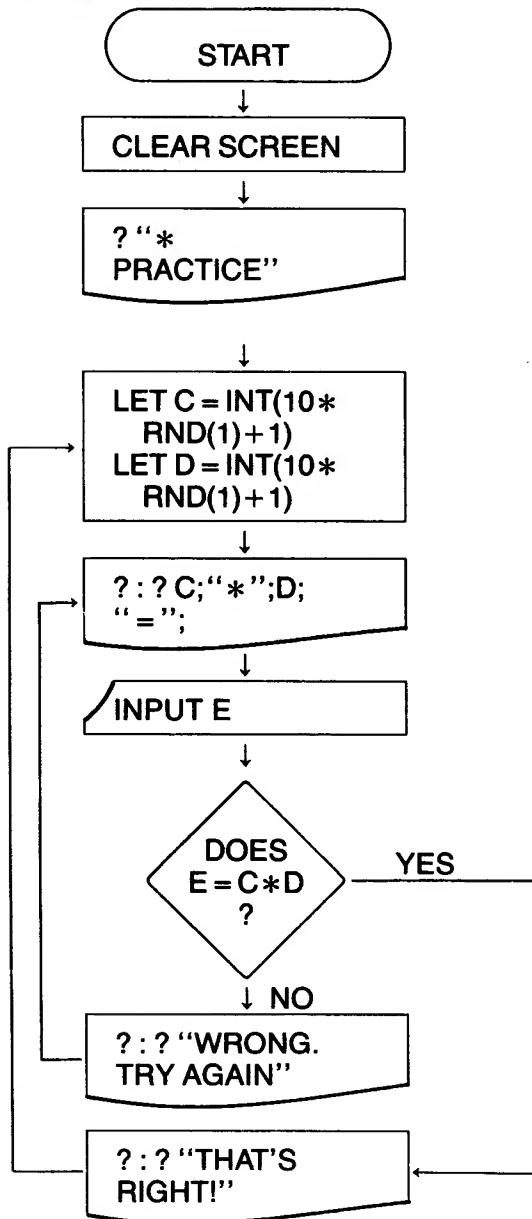 START
CLEAR SCREEN
? “*
PRACTICE”
LET C = INT(10*
RND(1)+1)
LET D = INT(10*
RND(1)+1)
? : ? C;“*”;D;
“=”;
INPUT E
DOES
E = C*D
?
YES
NO
? : ? “WRONG.
TRY AGAIN”
? : ? “THAT'S
RIGHT!”